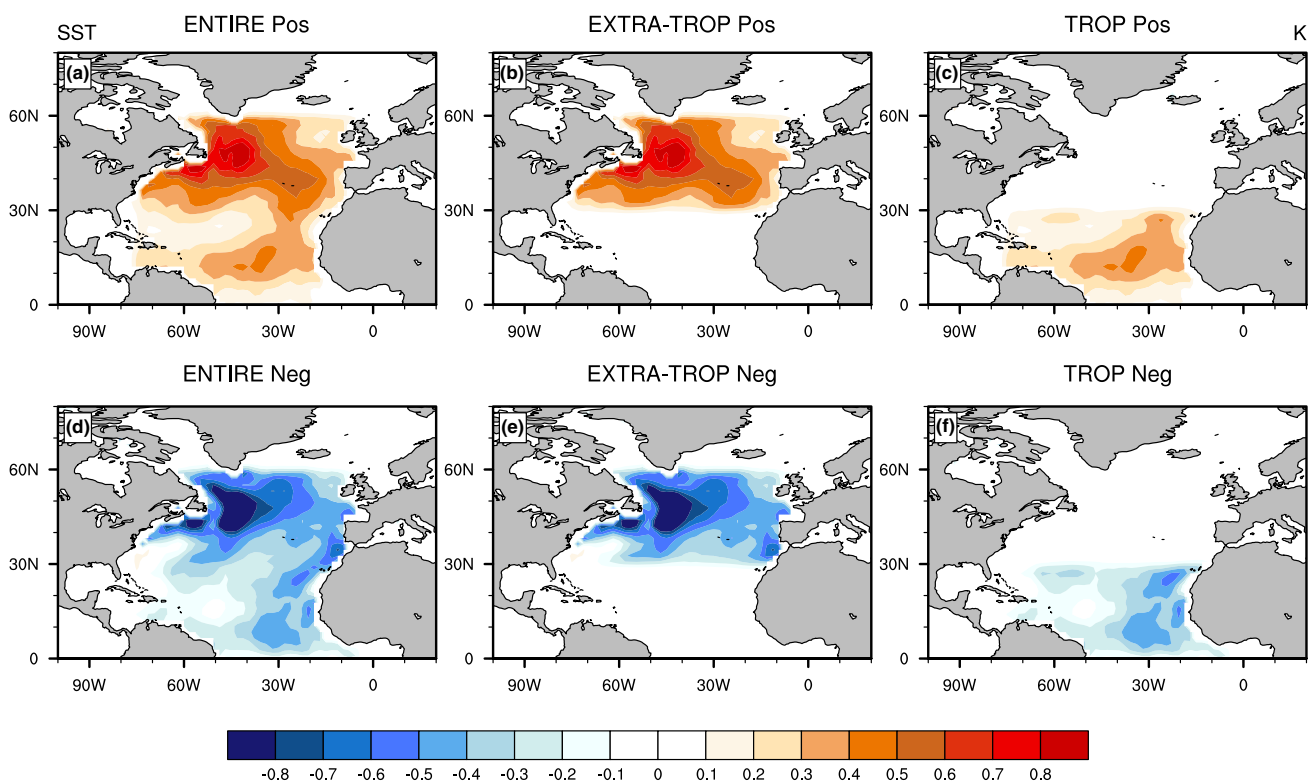 SST ENTIRE Pos EXTRA-TROP Pos TROP Pos K
(a) (b) (c)
60N 60N 60N
30N 30N 30N
0 0 0
90W 60W 30W 0 90W 60W 30W 0 90W 60W 30W 0
ENTIRE Neg EXTRA-TROP Neg TROP Neg
(d) (e) (f)
60N 60N 60N
30N 30N 30N
0 0 0
90W 60W 30W 0 90W 60W 30W 0 90W 60W 30W 0
-0.8 -0.7 -0.6 -0.5 -0.4 -0.3 -0.2 -0.1 0 0.1 0.2 0.3 0.4 0.5 0.6 0.7 0.8